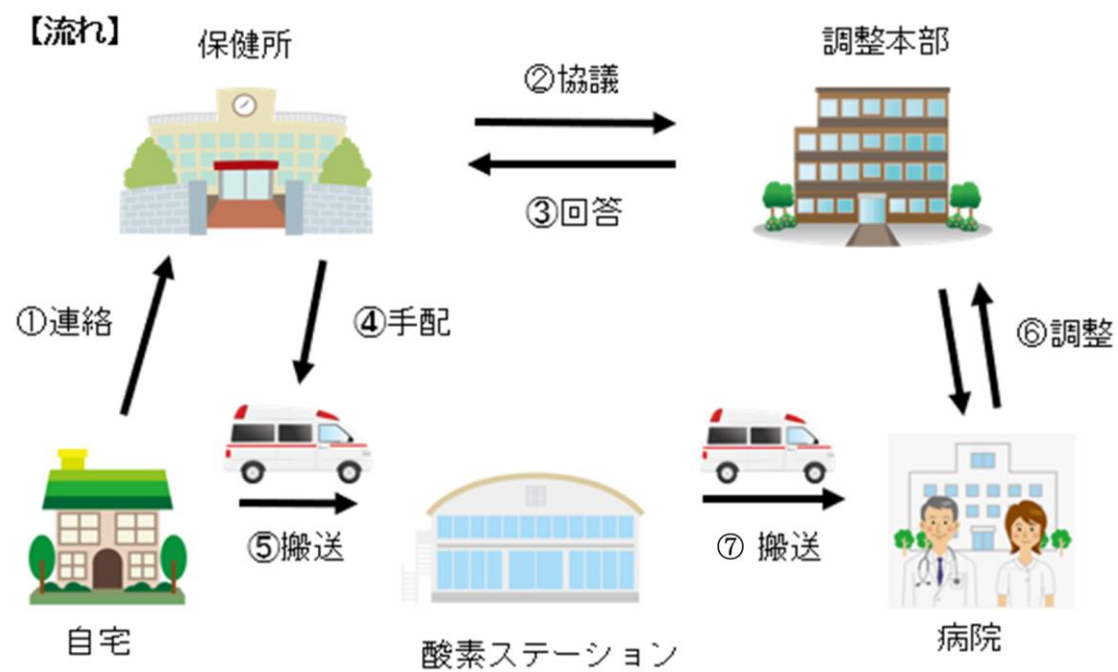 【流れ】
保健所
調整本部
②協議
③回答
①連絡
④手配
⑥調整
⑤搬送
⑦ 搬送
自宅
酸素ステーション
病院